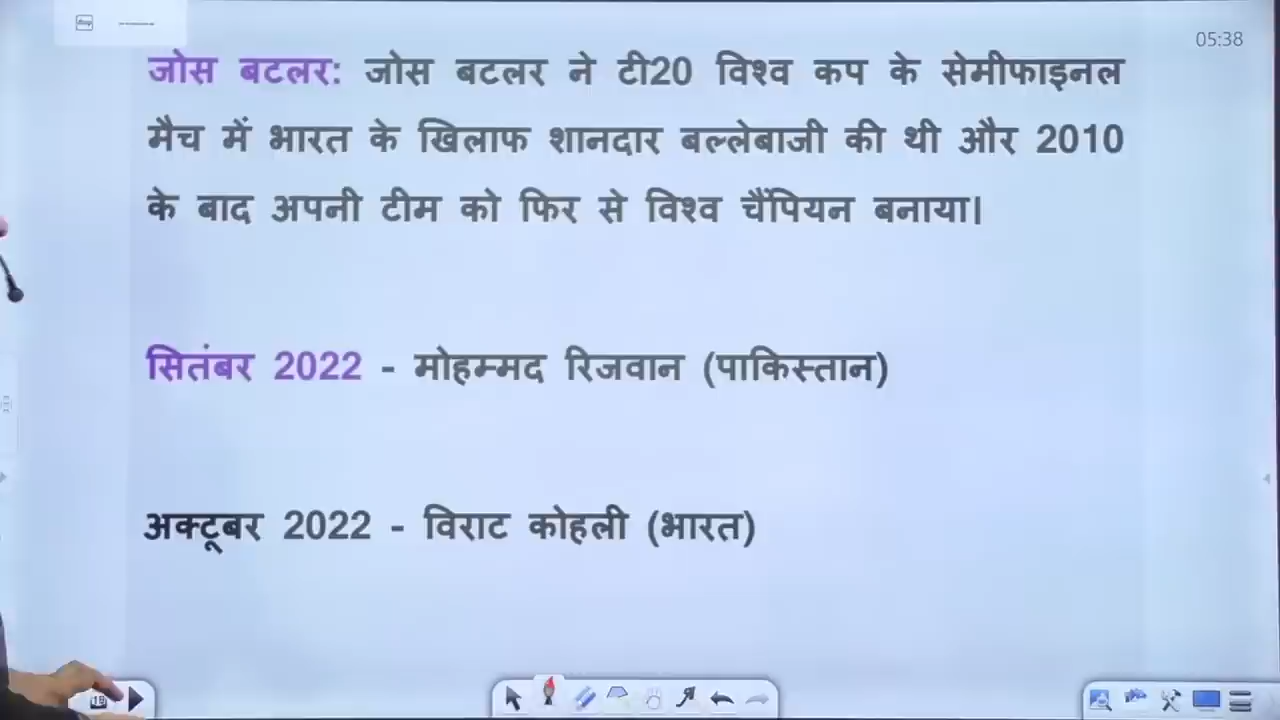 05:38
जोस बटलर: जोस बटलर ने टी20 विश्व कप के सेमीफाइनल
मैच में भारत के खिलाफ शानदार बल्लेबाजी की थी और 2010
के बाद अपनी टीम को फिर से विश्व चैंपियन बनाया।
सितंबर 2022 - मोहम्मद रिजवान (पाकिस्तान)
अक्टूबर 2022 - विराट कोहली (भारत)